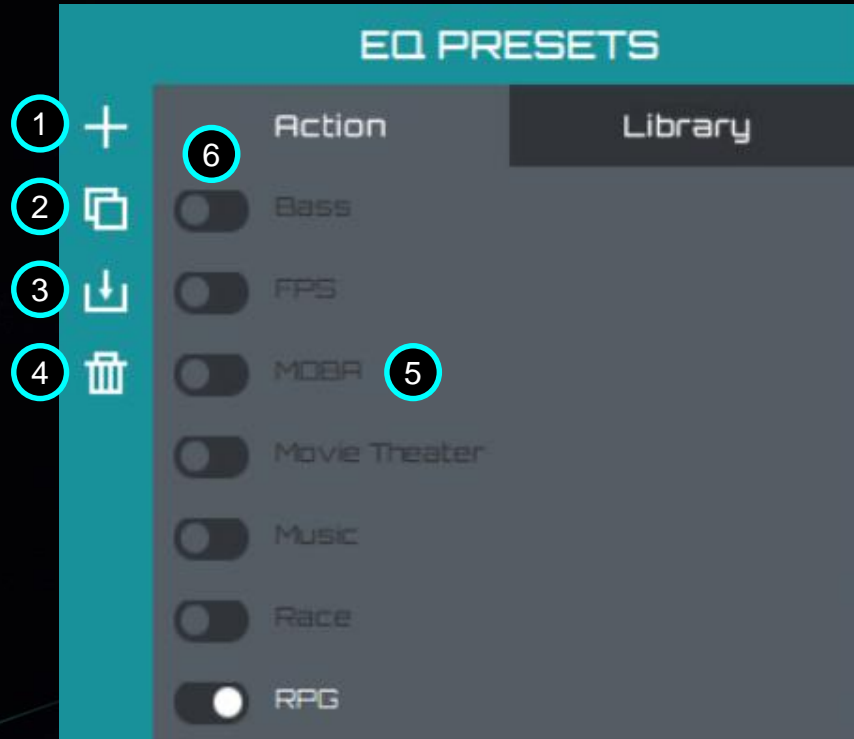 EQ PRESETS
1
Action
Library
6
2
Bass
3
FPS
4
MOBA
5
Movie Theater
Music
Race
RPG